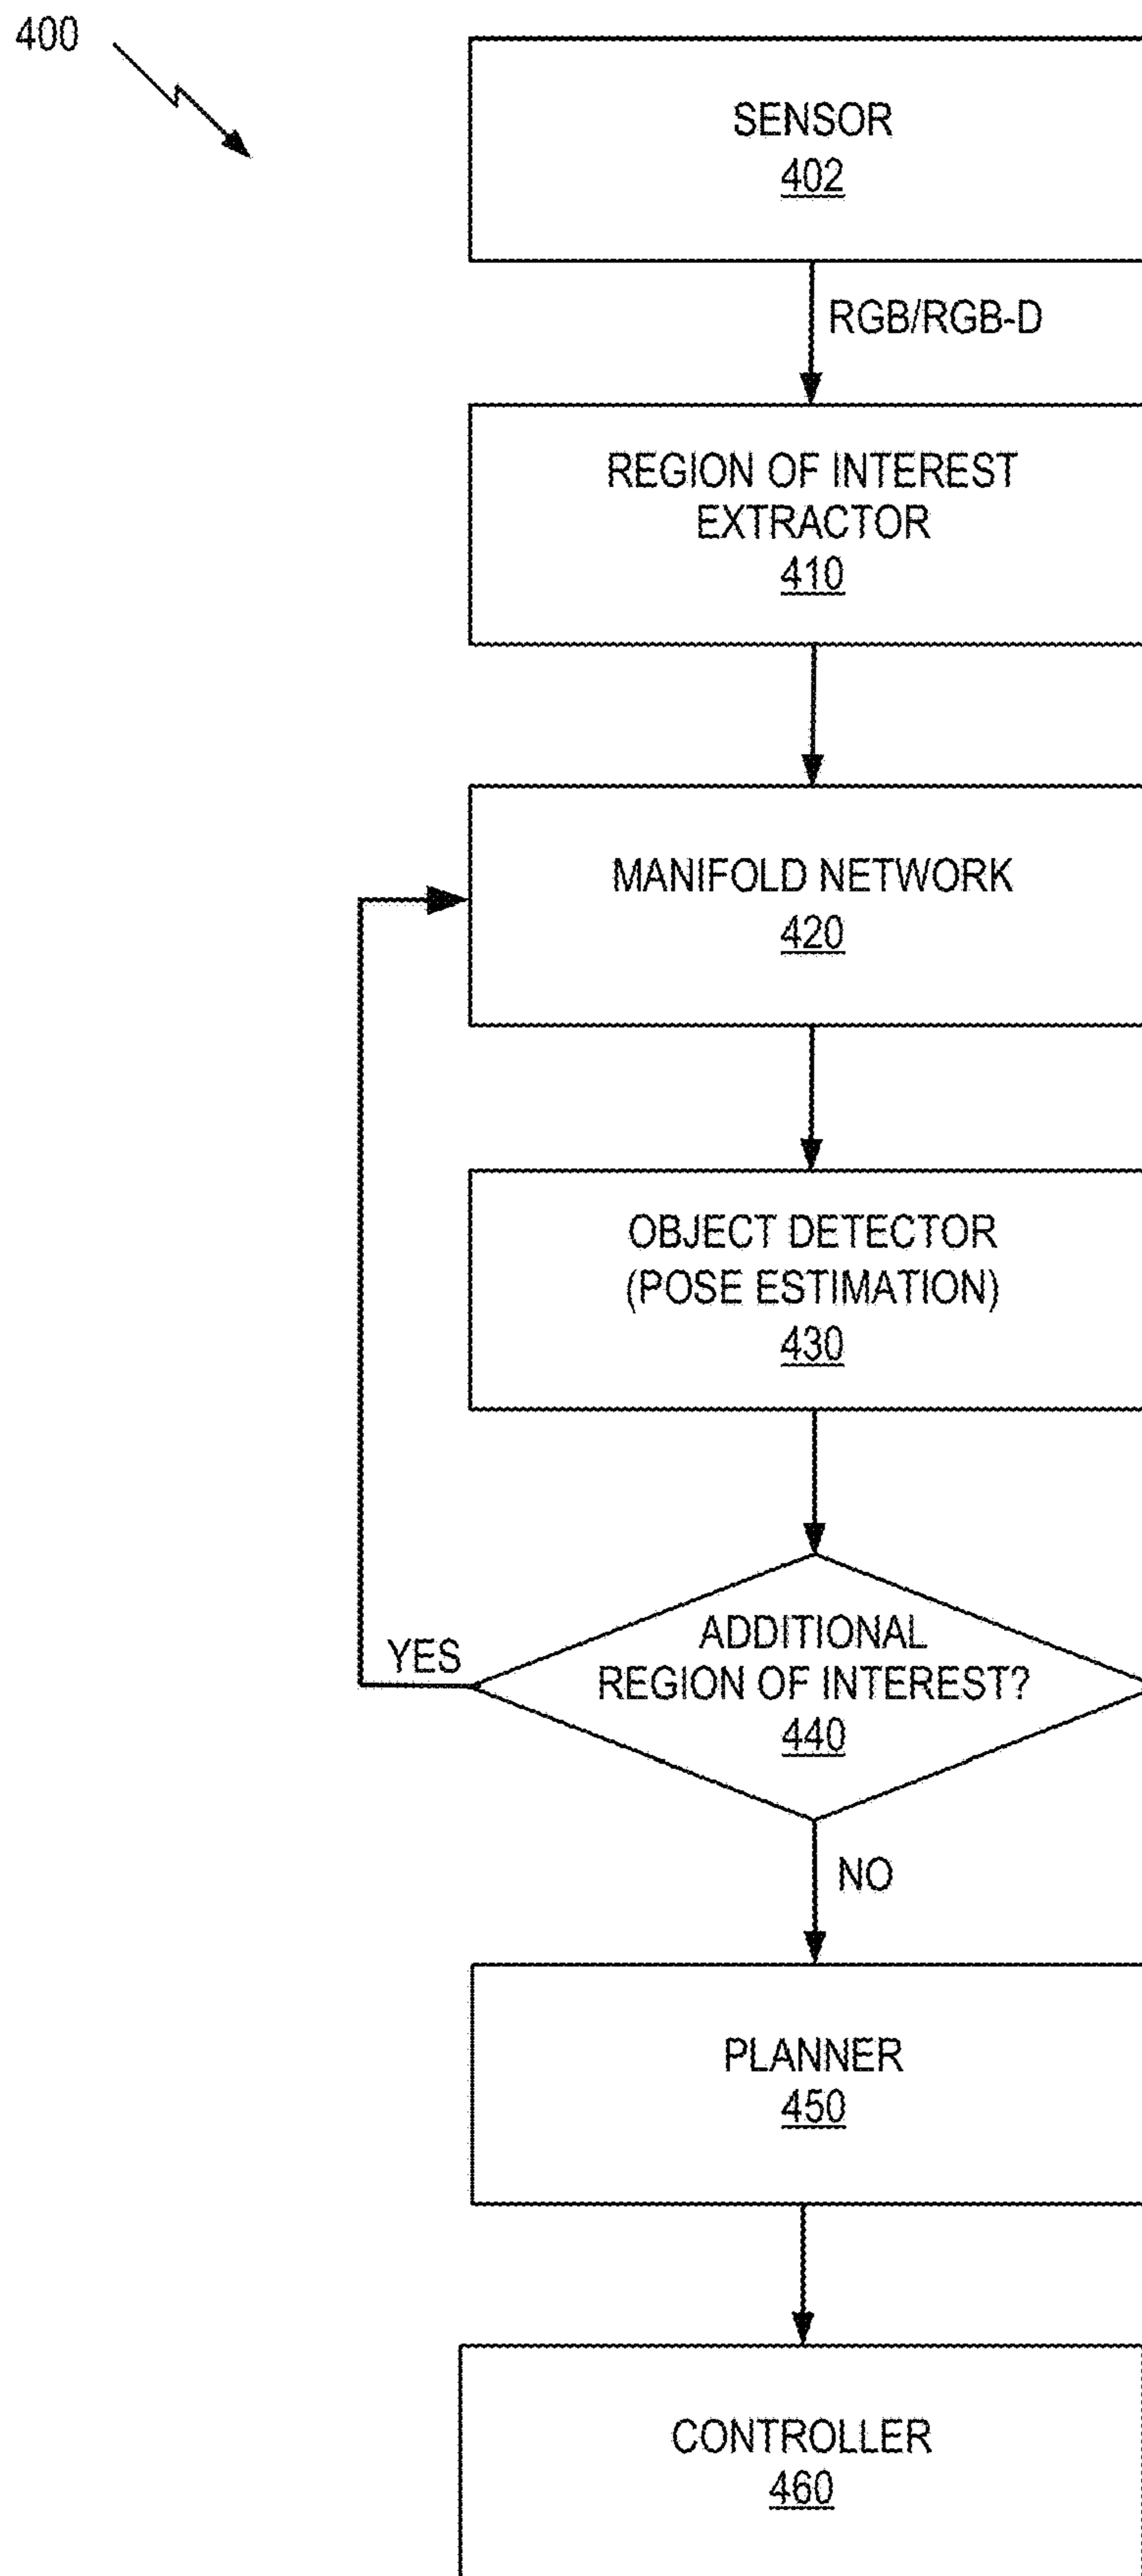 400
SENSOR
402
RGB/RGB-D
REGION OF INTEREST
EXTRACTOR
410
MANIFOLD NETWORK
420
OBJECT DETECTOR
(POSE ESTIMATION)
430
ADDITIONAL
REGION OF INTEREST?
440
YES
NO
PLANNER
450
CONTROLLER
460